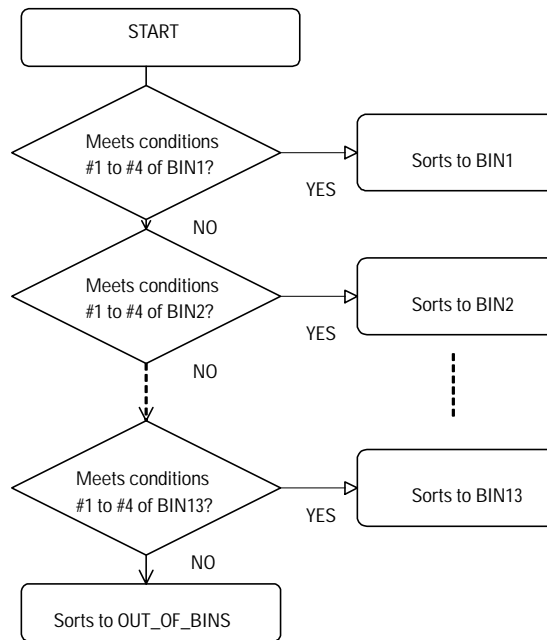 START
Meets conditions
#1 to #4 of BIN1?
Sorts to BIN1
YES
NO
Meets conditions
#1 to #4 of BIN2?
Sorts to BIN2
YES
NO
Meets conditions
#1 to #4 of BIN13?
Sorts to BIN13
YES
NO
Sorts to OUT_OF_BINS